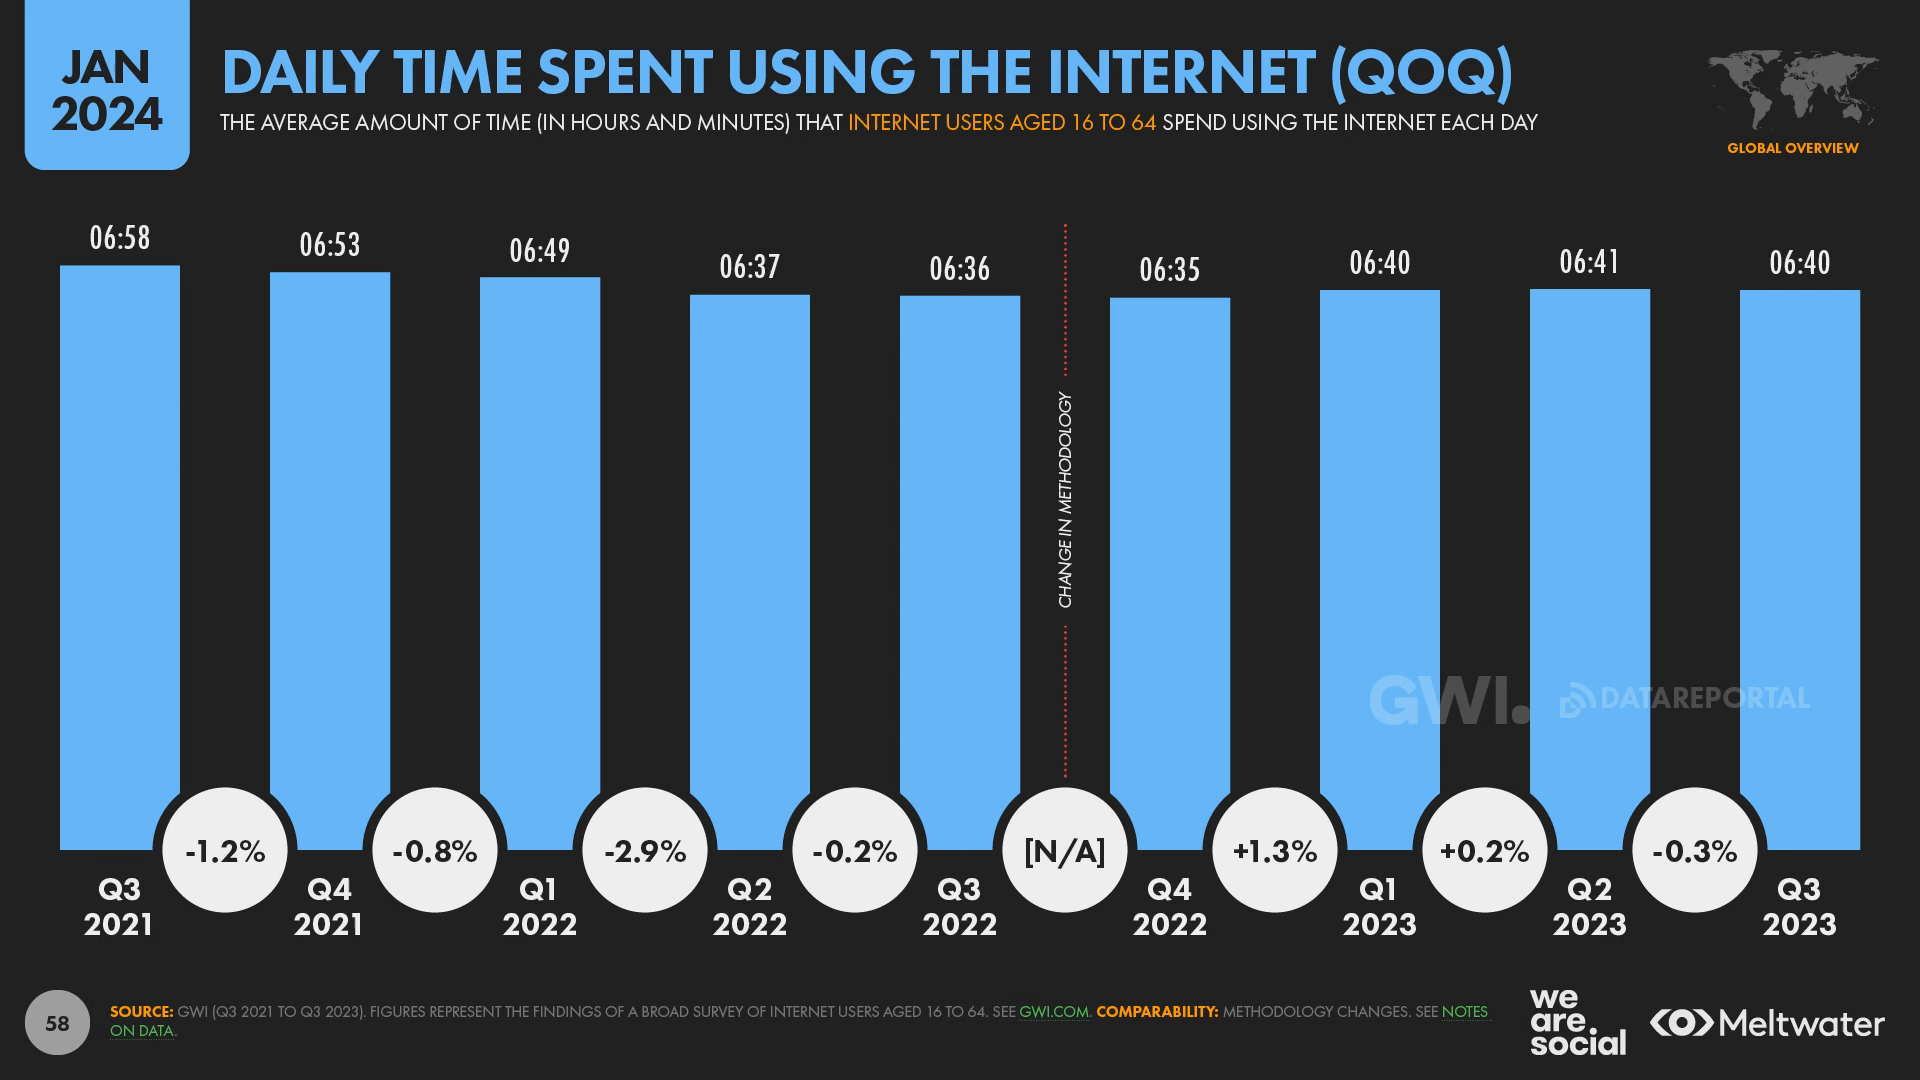 JAN
2024
DAILY TIME SPENT USING THE INTERNET (QOQ)
THE AVERAGE AMOUNT OF TIME (IN HOURS AND MINUTES) THAT INTERNET USERS AGED 16 TO 64 SPEND USING THE INTERNET EACH DAY
GLOBAL OVERVIEW
06:58
06:53
06:49
06:37
06:36
06:35
06:40
06:41
06:40
CHANGE IN METHODOLOGY
GWI.
DATAREPORTAL
-1.2%
-0.8%
-2.9%
-0.2%
[N/A]
+1.3%
+0.2%
-0.3%
Q3
2021
Q4
2021
Q1
2022
Q2
2022
Q3
2022
Q4
2022
Q1
2023
Q2
2023
Q3
2023
58
SOURCE: GWI (Q3 2021 TO Q3 2023). FIGURES REPRESENT THE FINDINGS OF A BROAD SURVEY OF INTERNET USERS AGED 16 TO 64. SEE GWI.COM. COMPARABILITY: METHODOLOGY CHANGES. SEE NOTES
ON DATA.
we
are.
social
Meltwater